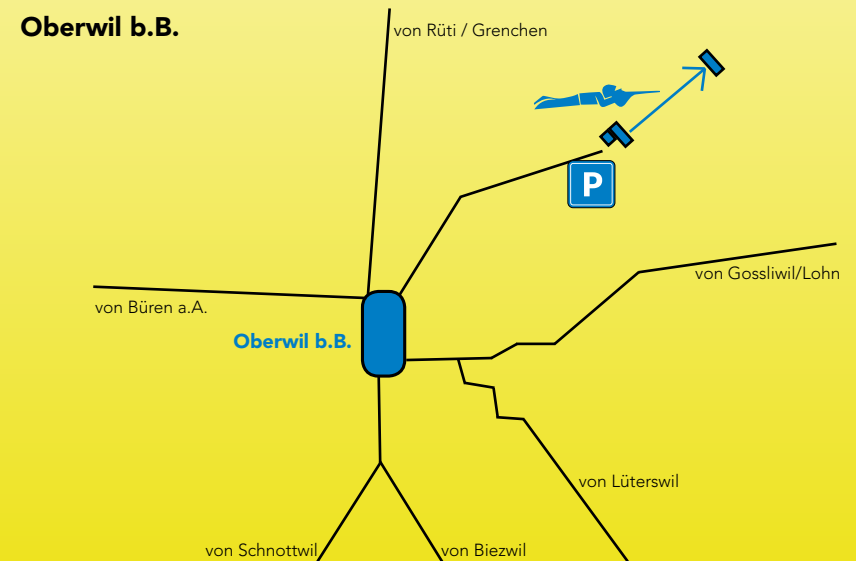 Oberwil b.B.
von Rüti / Grenchen
P
von Gossliwil/Lohn
von Büren a.A.
Oberwil b.B.
von Lüterswil
von Schnottwil
von Biezwil